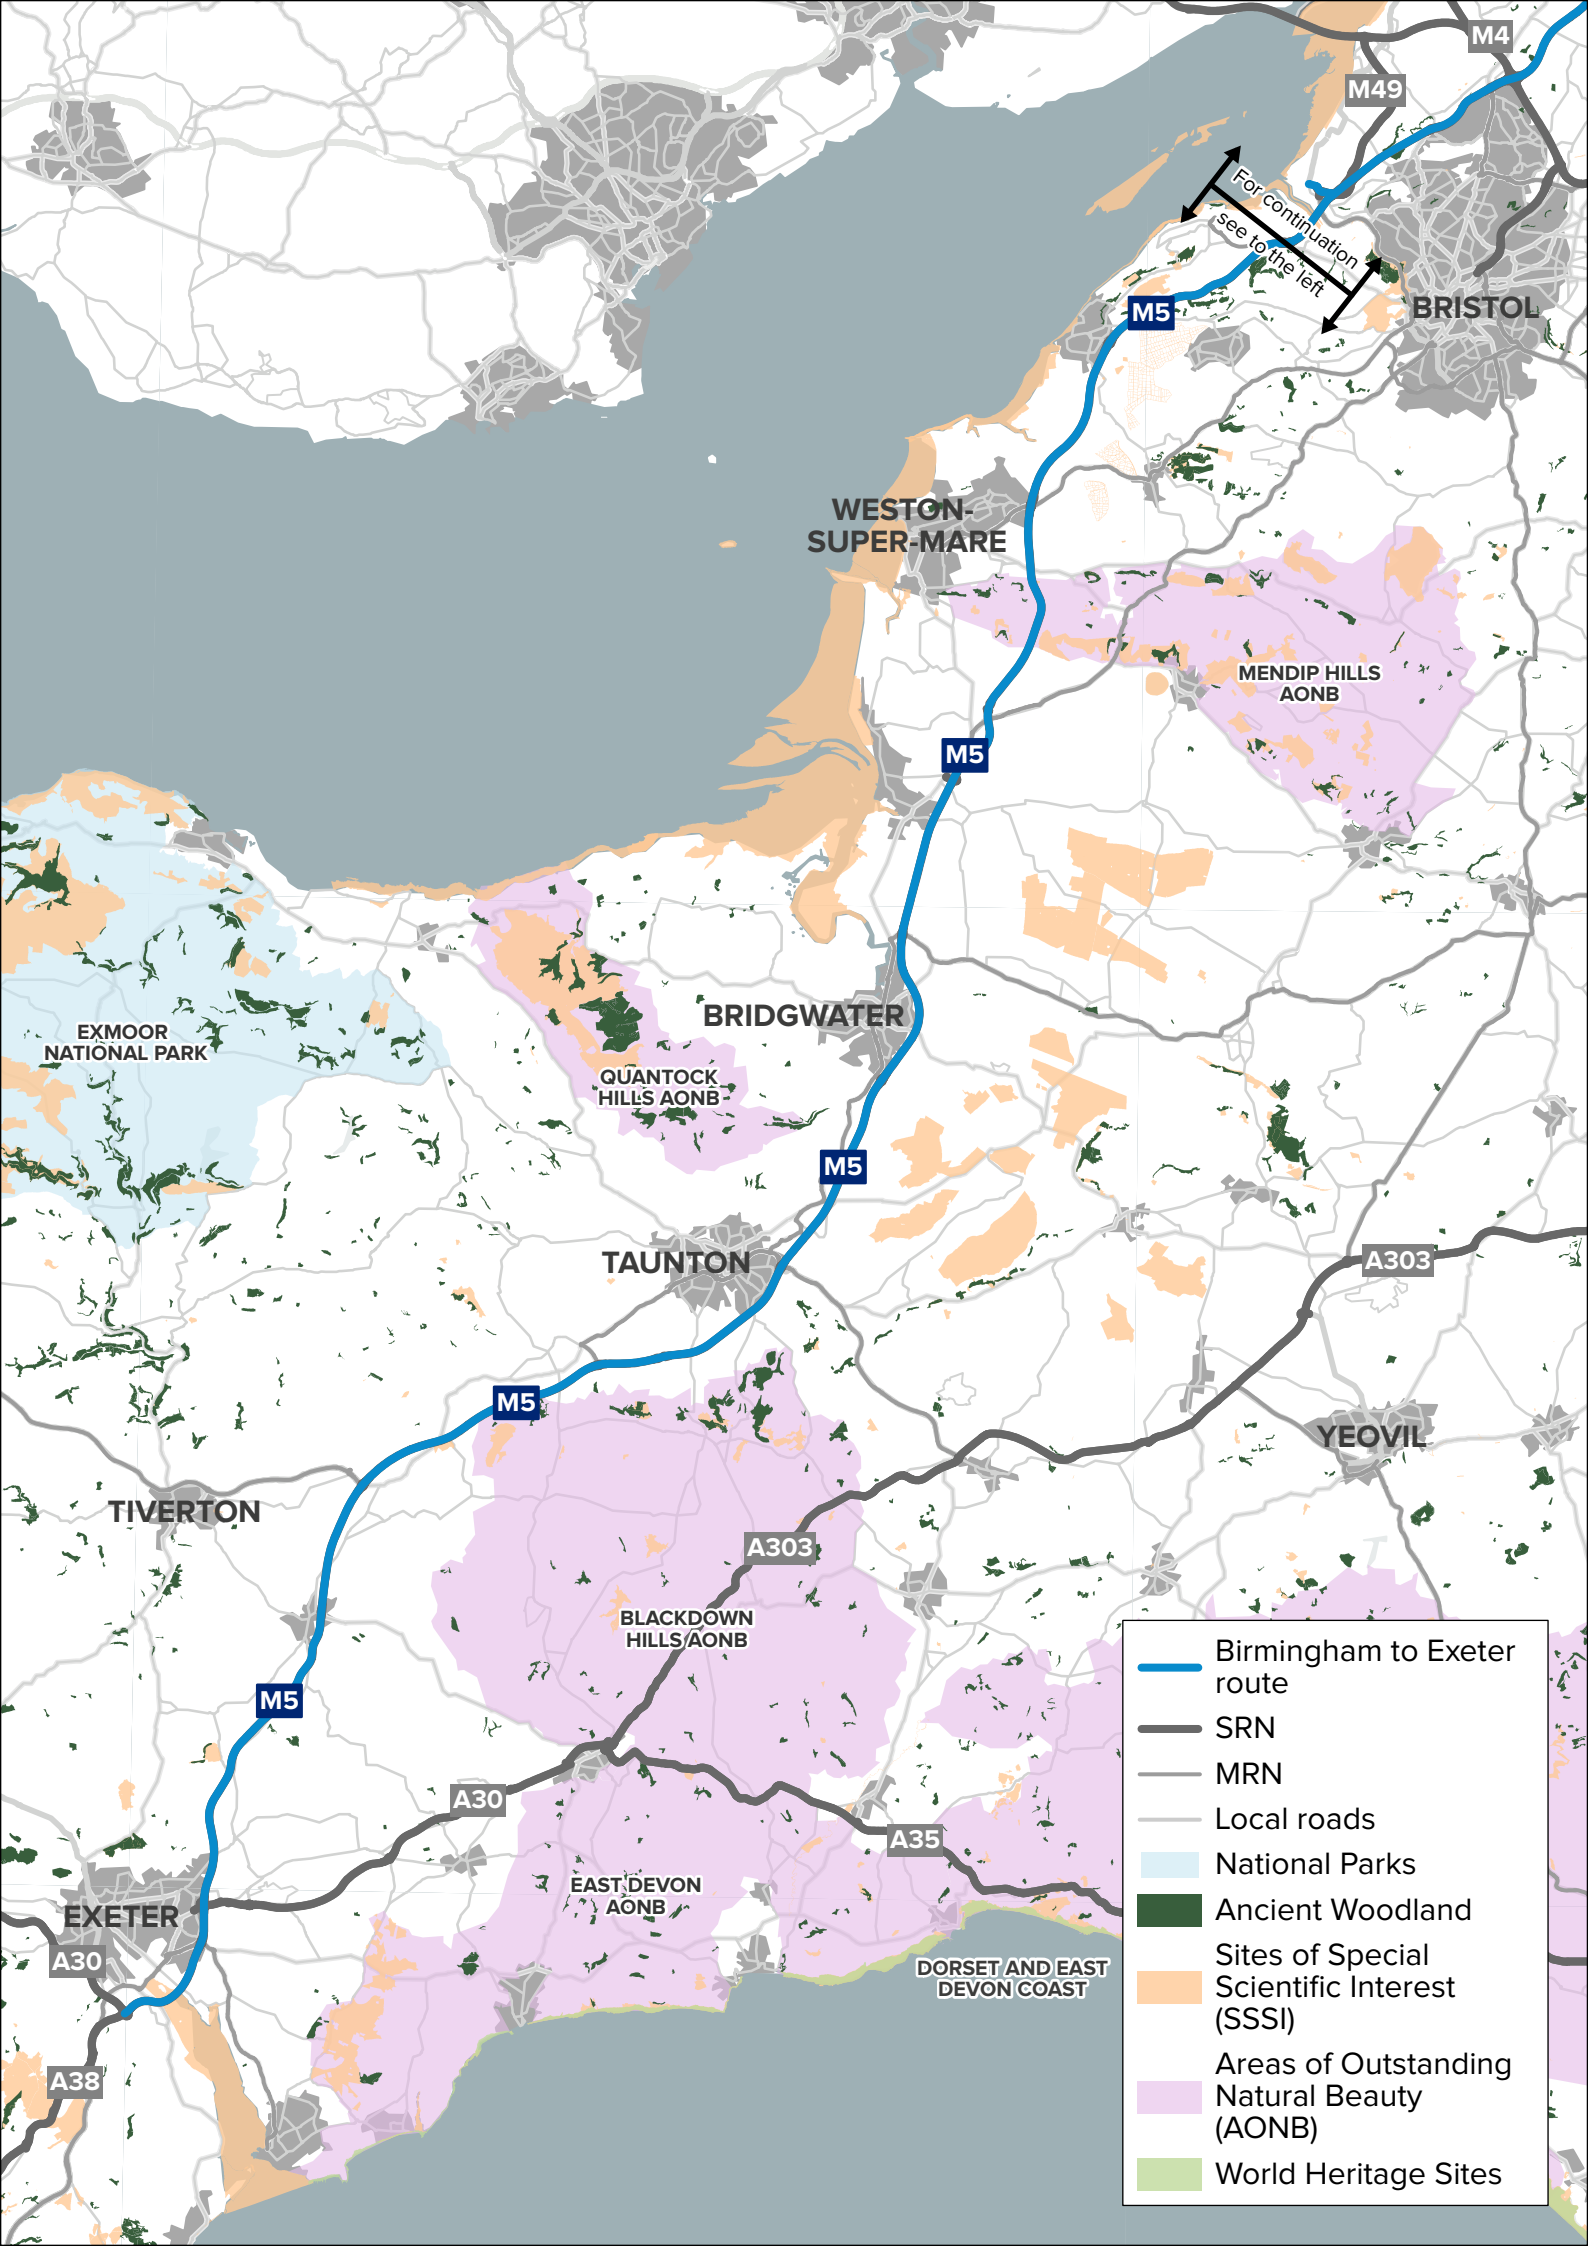 M4
M49
For continuation
see to the left
M5
BRISTOL
WESTON-
SUPER-MARE
MENDIP HILLS
AONB
M5
EXMOOR
NATIONAL PARK
BRIDGWATER
QUANTOCK
HILLS AONB
M5
TAUNTON
A303
M5
YEOVIL
TIVERTON
A303
BLACKDOWN
HILLS AONB
M5
A30
A35
EAST DEVON
AONB
EXETER
A30
DORSET AND EAST
DEVON COAST
A38
Birmingham to Exeter
route
SRN
MRN
Local roads
National Parks
Ancient Woodland
Sites of Special
Scientific Interest
(SSSI)
Areas of Outstanding
Natural Beauty
(AONB)
World Heritage Sites